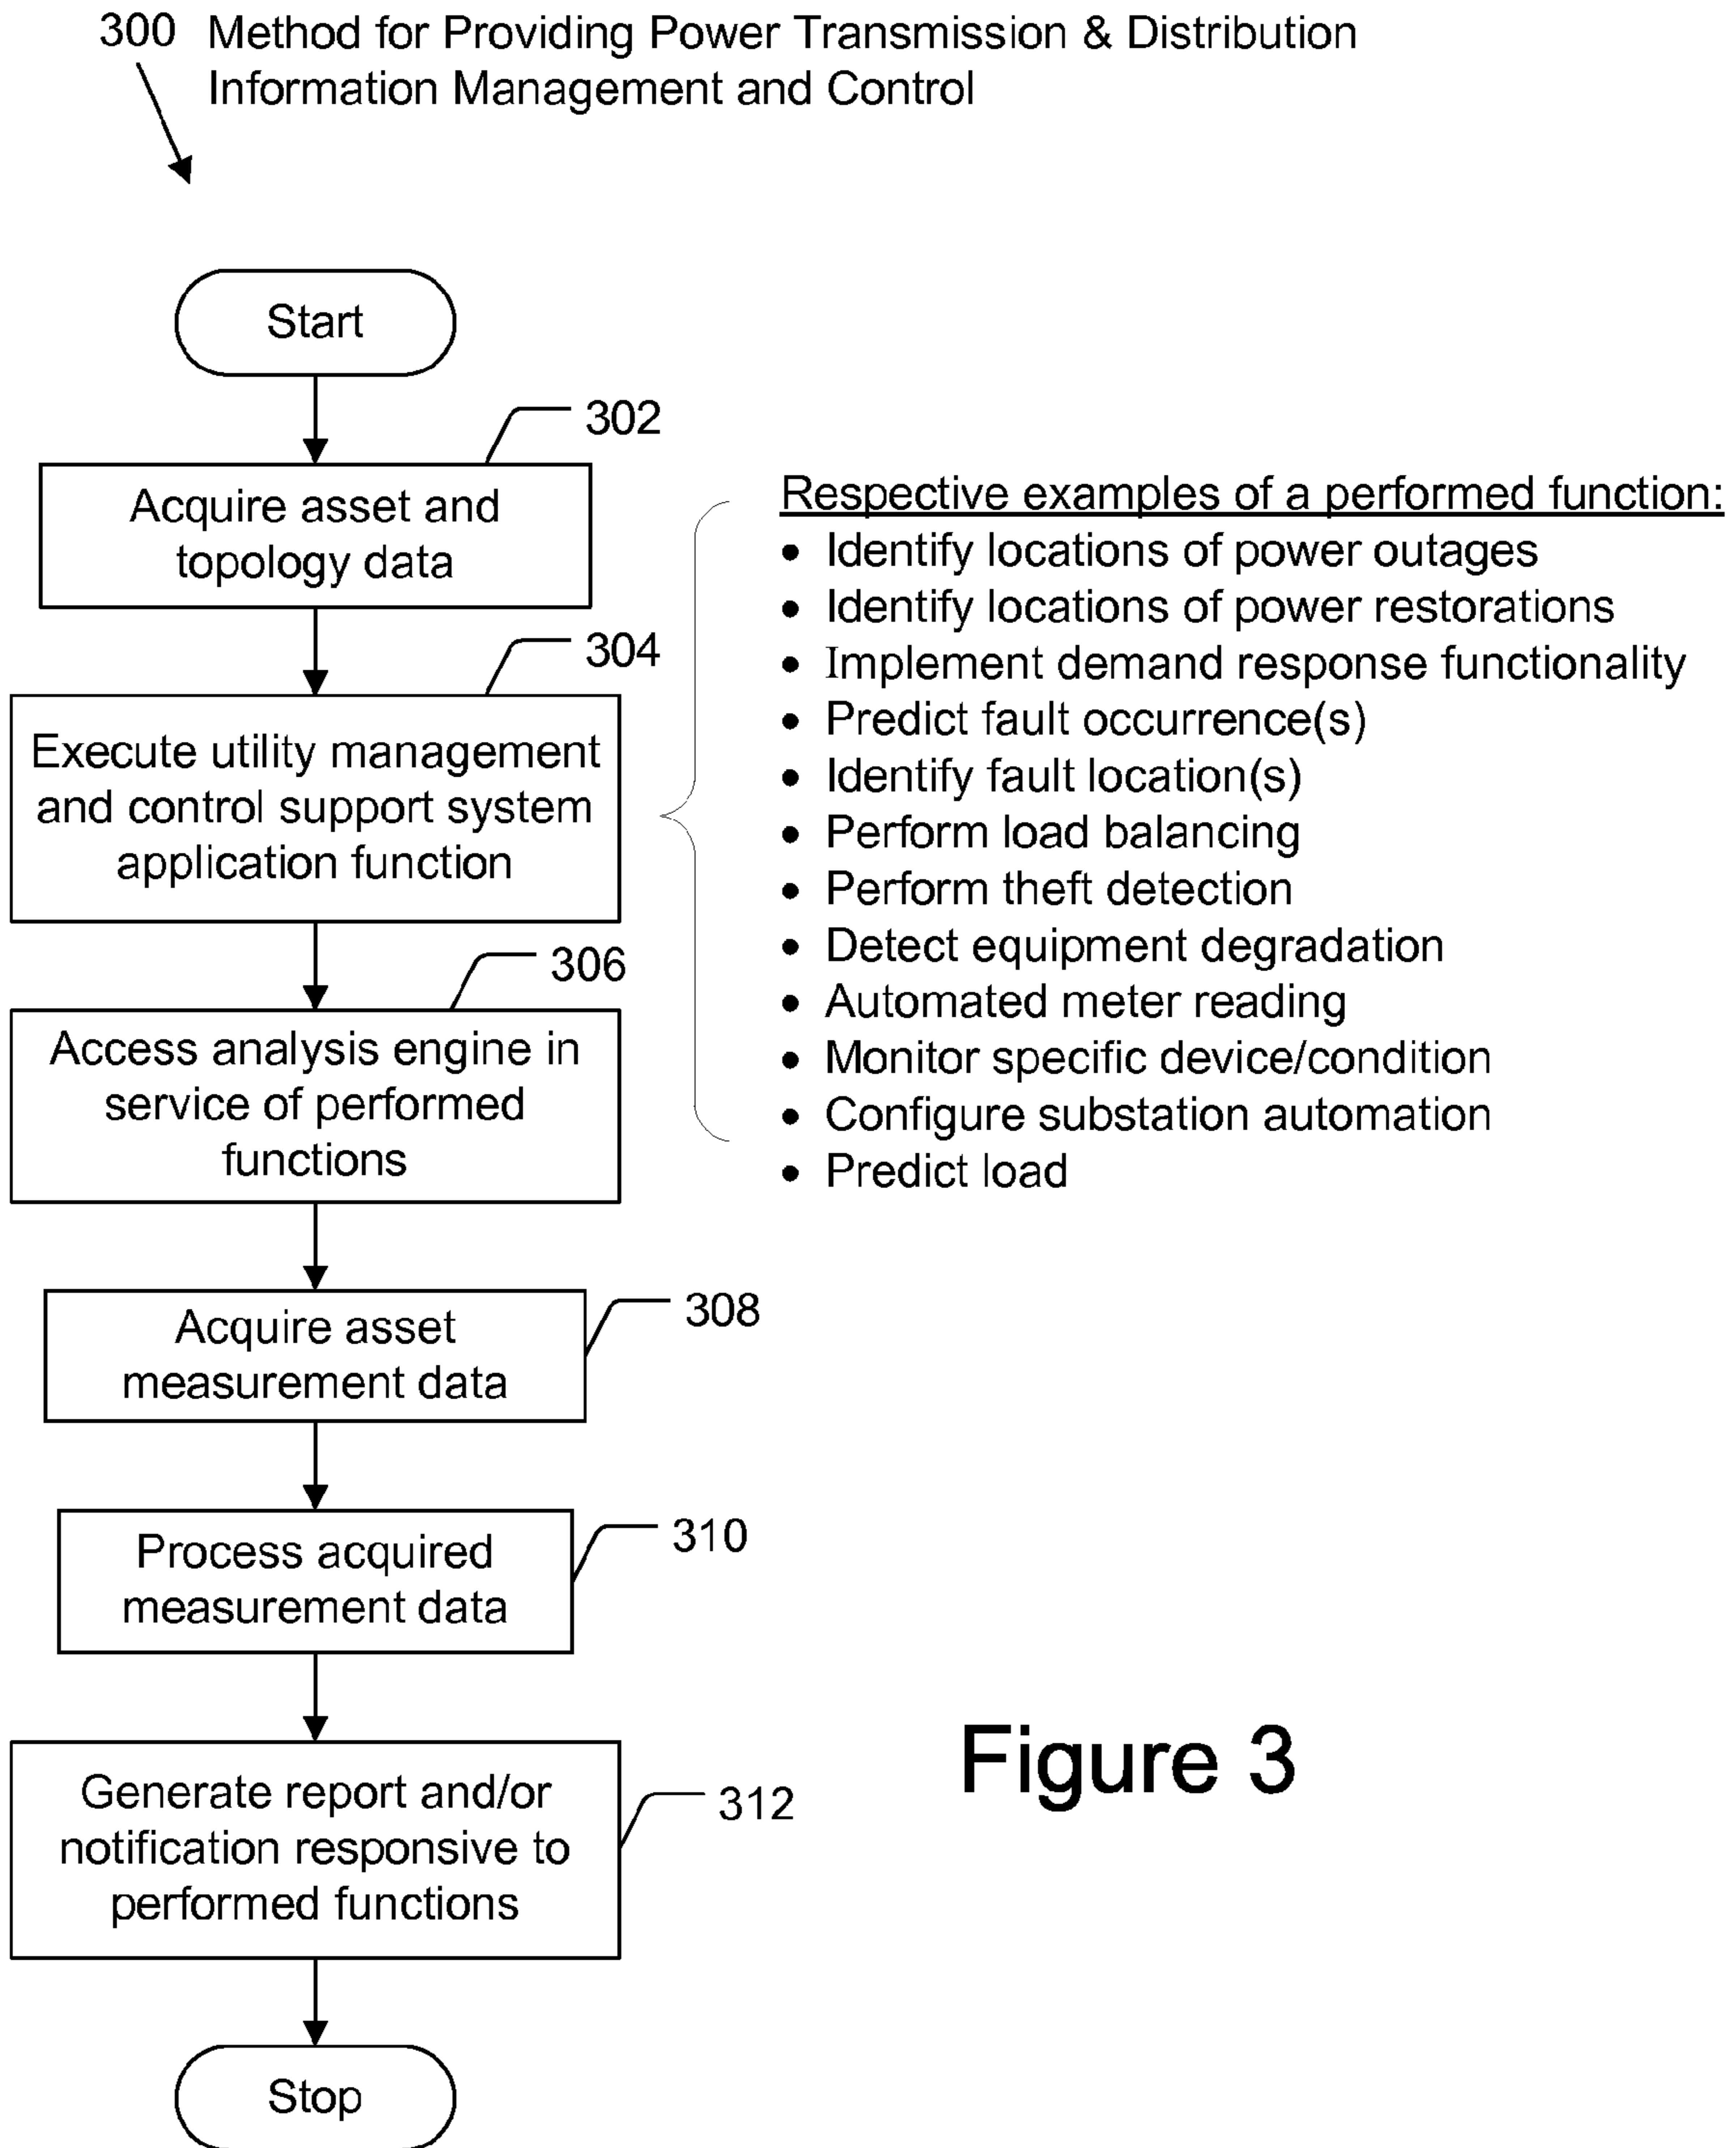 300 Method for Providing Power Transmission & Distribution
Information Management and Control
Start
302
Acquire asset and
topology data
304
Execute utility management
and control support system
application function
Respective examples of a performed function:
• Identify locations of power outages
• Identify locations of power restorations
• Implement demand response functionality
• Predict fault occurrence(s)
• Identify fault location(s)
• Perform load balancing
• Perform theft detection
• Detect equipment degradation
• Automated meter reading
• Monitor specific device/condition
• Configure substation automation
• Predict load
306
Access analysis engine in
service of performed
functions
308
Acquire asset
measurement data
310
Process acquired
measurement data
312
Generate report and/or
notification responsive to
performed functions
Stop
Figure 3